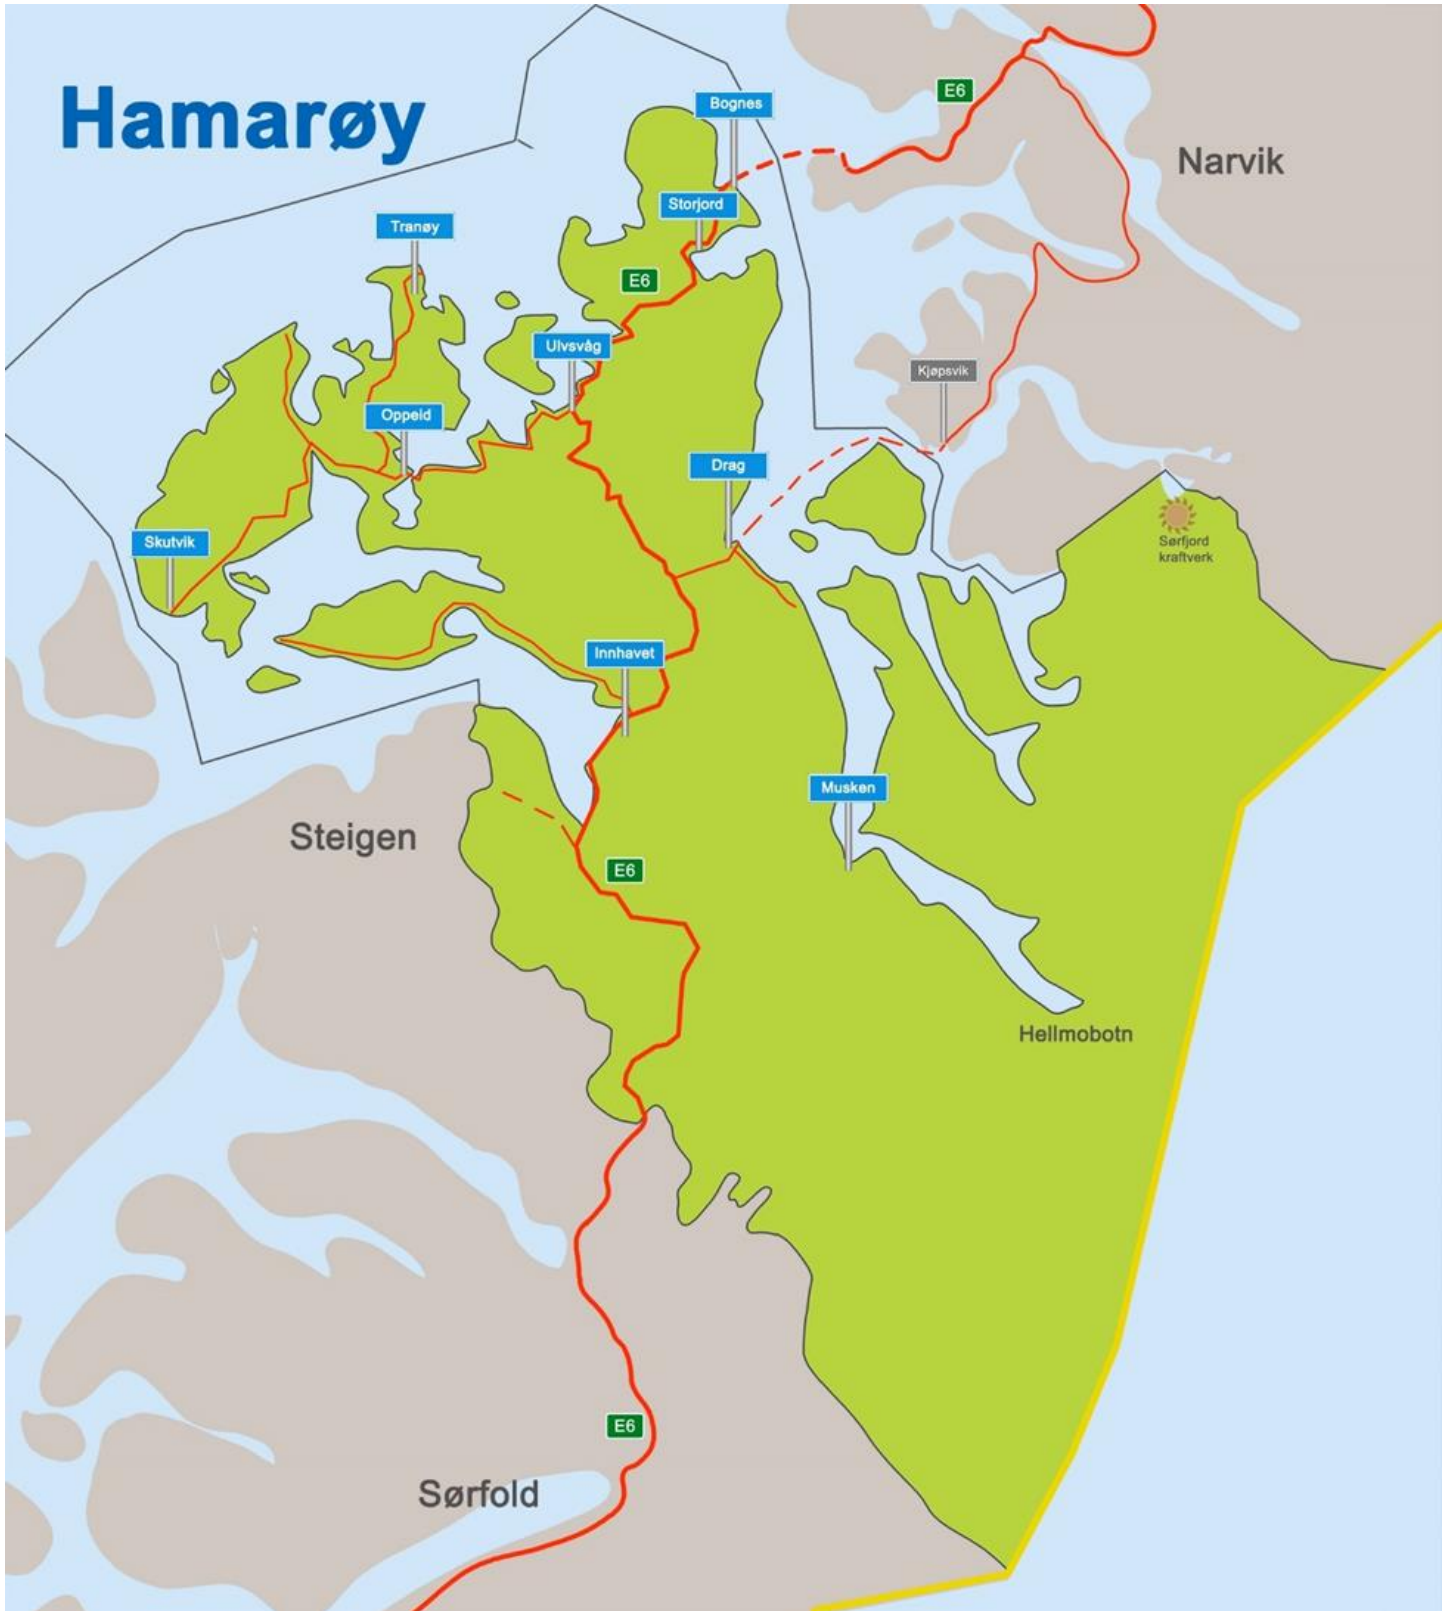 Hamarøy
E6
Bognes
Narvik
Storjord
Tranøy
E6
Ulvsvåg
Kjøpsvik
Oppeid
Drag
Skutvik
Sørfjord
kraftverk
Innhavet
Musken
Steigen
E6
Hellmobotn
E6
Sørfold